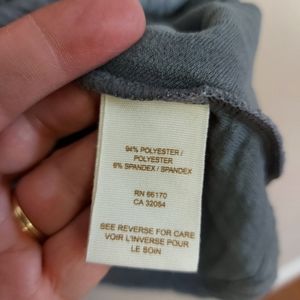 94% POLYESTER /
POLYESTER
6% SPANDEX / SPANDEX
RN 66170
CA 32054
SEE REVERSE FOR CARE
VOIR L'INVERSE POUR
LE SOIN